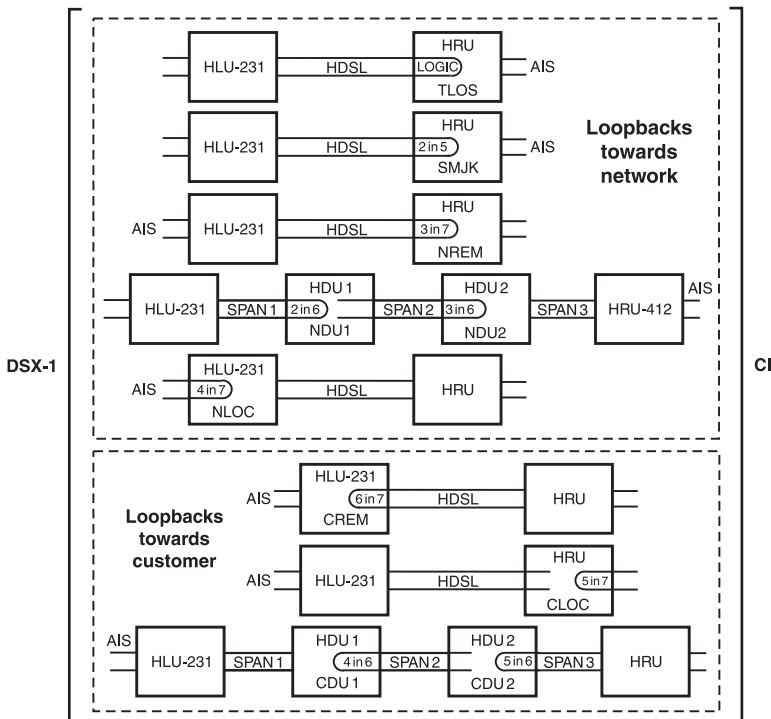 HRU
HLU-231 HDSL LOGIC AIS
TLOS
HRU
HLU-231 HDSL 2 in 5 AIS
SMJK
Loopbacks
towards
network
HRU
AIS HLU-231 HDSL 3 in 7
NREM
HDU 1 HDU 2 AIS
HLU-231 SPAN 1 2 in 6 SPAN 2 3 in 6 SPAN 3 HRU-412
NDU1 NDU2
DSX-1
CI
HLU-231
AIS 4 in 7 HDSL HRU
NLOC
Loopbacks
towards
customer
HLU-231
AIS 6 in 7 HDSL HRU
CREM
HRU
AIS HLU-231 HDSL 5 in 7
CLOC
AIS HDU 1 HDU 2
HLU-231 SPAN 1 4 in 6 SPAN 2 5 in 6 SPAN 3 HRU
CDU 1 CDU 2